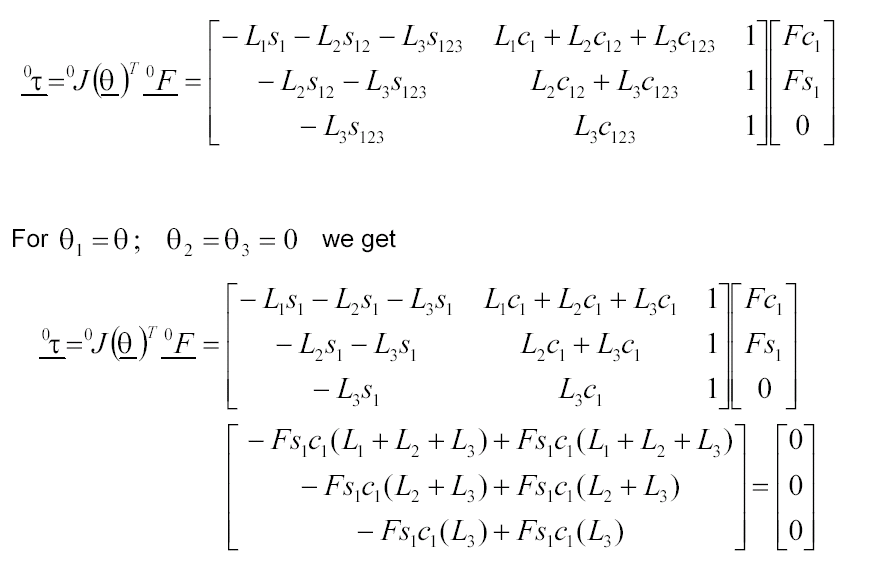 ⁰τ=⁰J(θ)ᵀ ⁰F = [ −L₁s₁ − L₂s₁₂ − L₃s₁₂₃   L₁c₁ + L₂c₁₂ + L₃c₁₂₃   1 ] [ Fc₁ ]
[ −L₂s₁₂ − L₃s₁₂₃   L₂c₁₂ + L₃c₁₂₃   1 ] [ Fs₁ ]
[ −L₃s₁₂₃   L₃c₁₂₃   1 ] [ 0 ]
For θ₁ = θ ;   θ₂ = θ₃ = 0   we get
⁰τ=⁰J(θ)ᵀ ⁰F = [ −L₁s₁ − L₂s₁ − L₃s₁   L₁c₁ + L₂c₁ + L₃c₁   1 ] [ Fc₁ ]
[ −L₂s₁ − L₃s₁   L₂c₁ + L₃c₁   1 ] [ Fs₁ ]
[ −L₃s₁   L₃c₁   1 ] [ 0 ]
[ −Fs₁c₁(L₁ + L₂ + L₃) + Fs₁c₁(L₁ + L₂ + L₃) ] [ 0 ]
[ −Fs₁c₁(L₂ + L₃) + Fs₁c₁(L₂ + L₃) ] = [ 0 ]
[ −Fs₁c₁(L₃) + Fs₁c₁(L₃) ] [ 0 ]